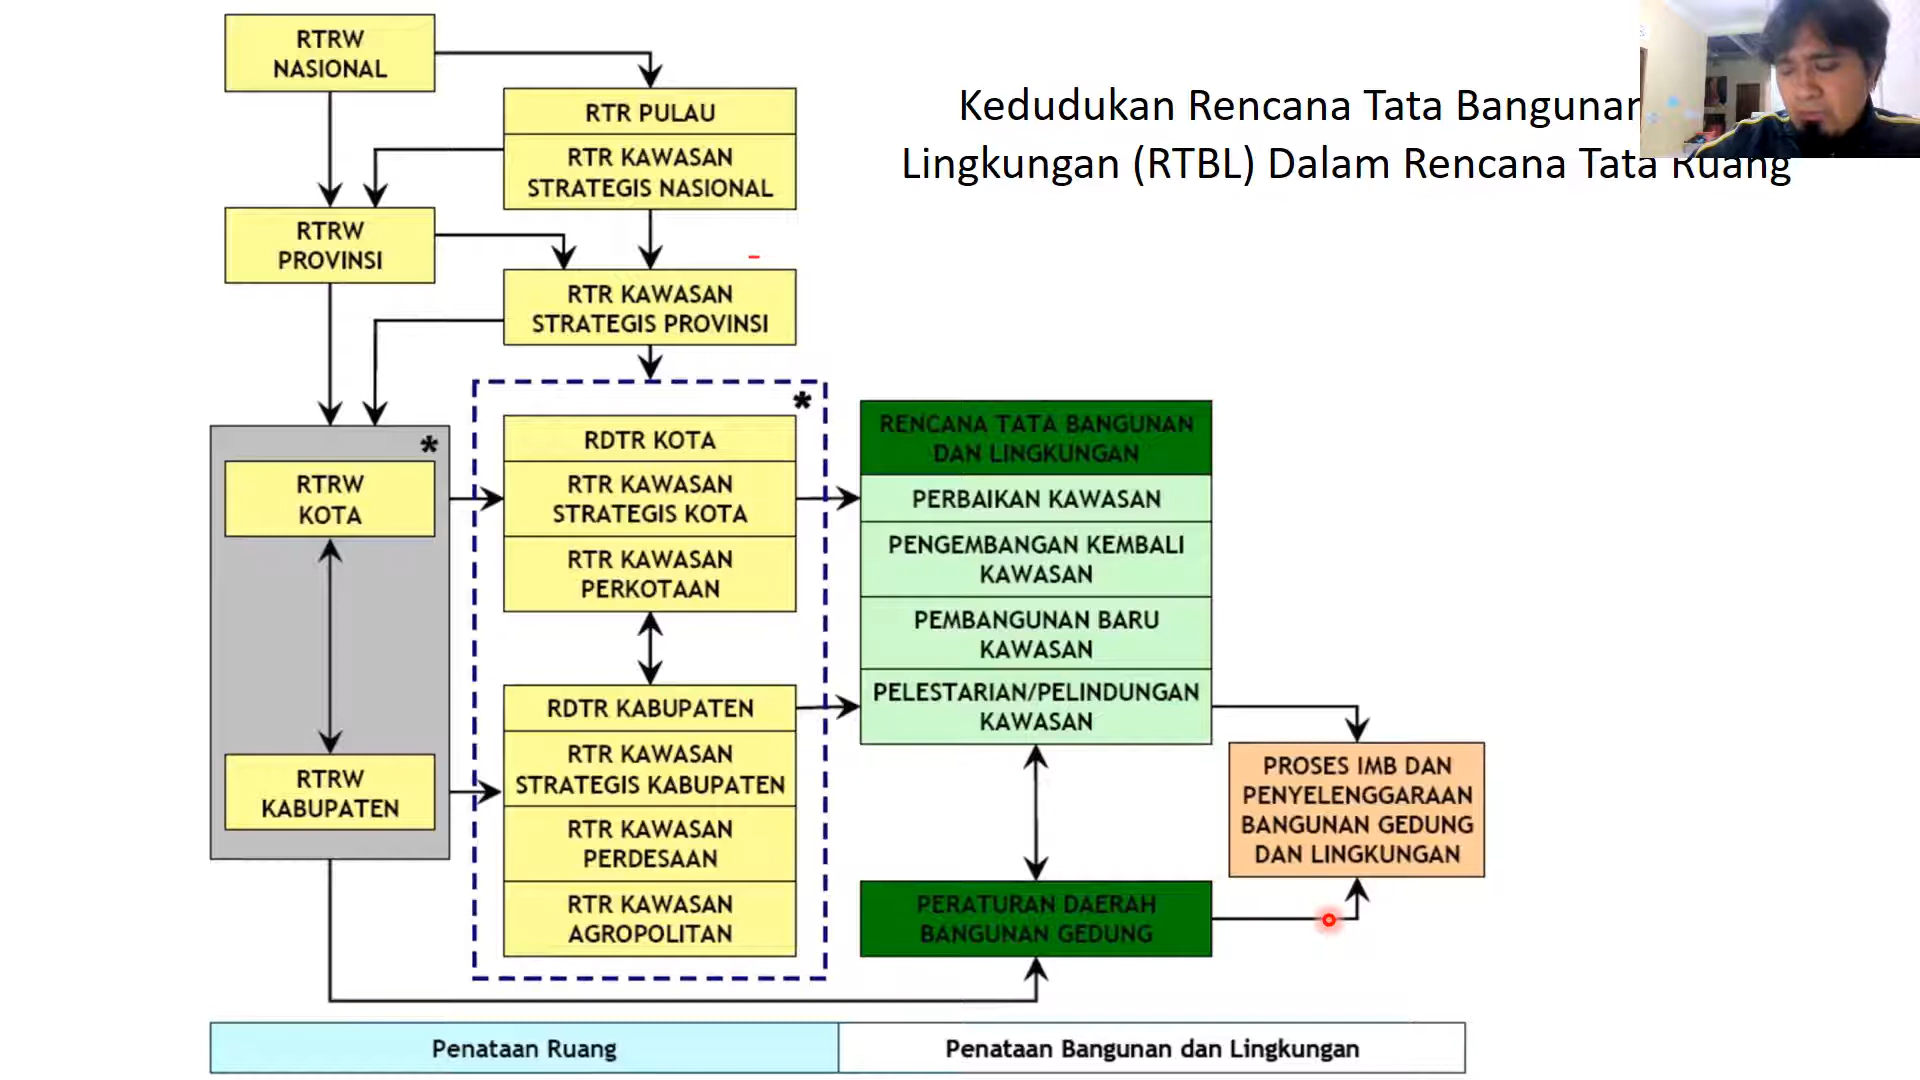 RTRW
NASIONAL
RTR PULAU
RTR KAWASAN
STRATEGIS NASIONAL
Kedudukan Rencana Tata Bangunan
Lingkungan (RTBL) Dalam Rencana Tata Ruang
RTRW
PROVINSI
RTR KAWASAN
STRATEGIS PROVINSI
*
*
RTRW
KOTA
RDTR KOTA
RTR KAWASAN
STRATEGIS KOTA
RTR KAWASAN
PERKOTAAN
RENCANA TATA BANGUNAN
DAN LINGKUNGAN
PERBAIKAN KAWASAN
PENGEMBANGAN KEMBALI
KAWASAN
PEMBANGUNAN BARU
KAWASAN
PELESTARIAN/PELINDUNGAN
KAWASAN
RTRW
KABUPATEN
RDTR KABUPATEN
RTR KAWASAN
STRATEGIS KABUPATEN
RTR KAWASAN
PERDESAAN
RTR KAWASAN
AGROPOLITAN
PROSES IMB DAN
PENYELENGGARAAN
BANGUNAN GEDUNG
DAN LINGKUNGAN
PERATURAN DAERAH
BANGUNAN GEDUNG
Penataan Ruang
Penataan Bangunan dan Lingkungan